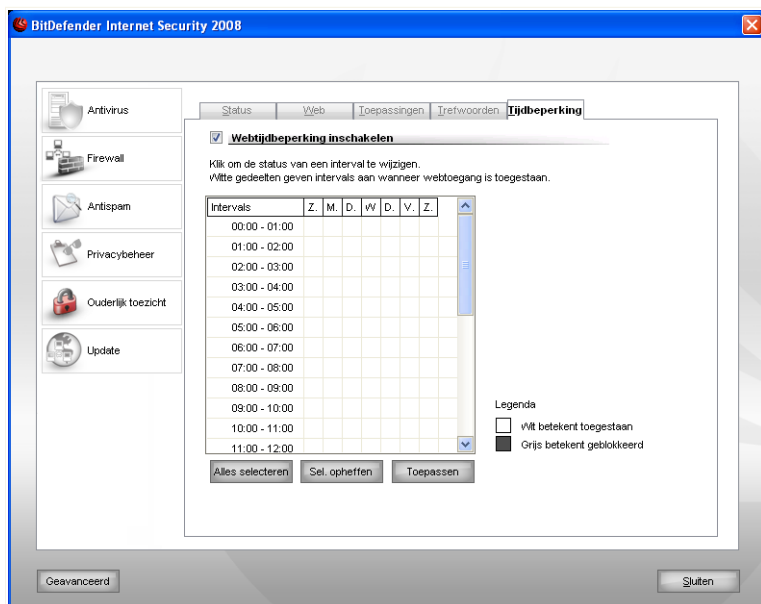 BitDefender Internet Security 2008
Antivirus
Firewall
Antispam
Privacybeheer
Ouderlijk toezicht
Update
Status Web Toepassingen Trefwoorden Tijdbeperking
Webtijdbeperking inschakelen
Klik om de status van een interval te wijzigen.
Witte gedeelten geven intervals aan wanneer webtoegang is toegestaan.
Intervals Z. M. D. W D. V. Z.
00:00 - 01:00
01:00 - 02:00
02:00 - 03:00
03:00 - 04:00
04:00 - 05:00
05:00 - 06:00
06:00 - 07:00
07:00 - 08:00
08:00 - 09:00
09:00 - 10:00
10:00 - 11:00
11:00 - 12:00
Legenda
Wit betekent toegestaan
Grijs betekent geblokkeerd
Alles selecteren Sel. opheffen Toepassen
Geavanceerd Sluiten